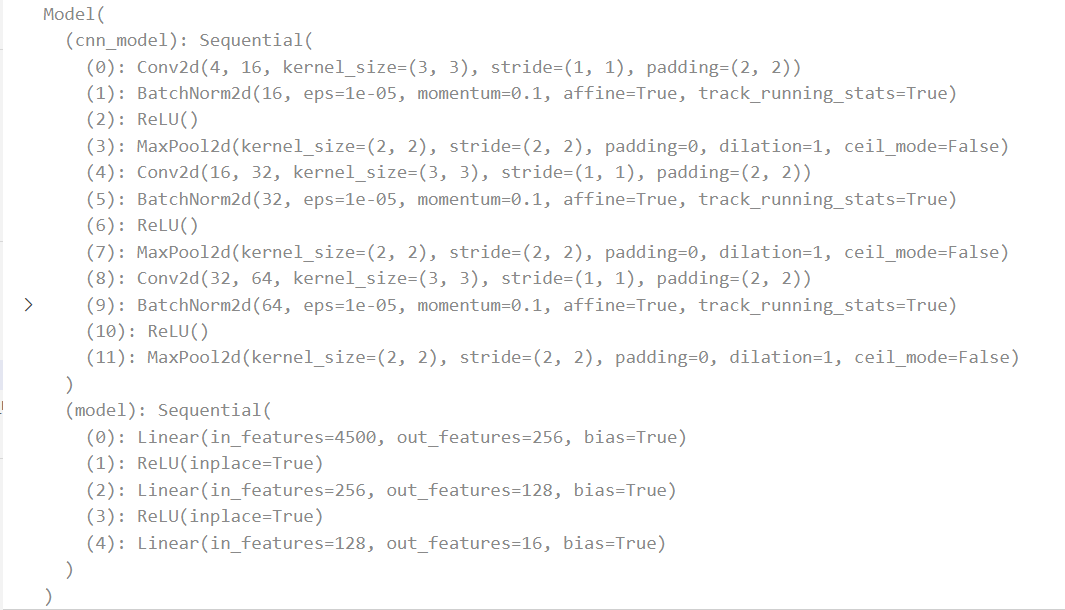 Model(
(cnn_model): Sequential(
(0): Conv2d(4, 16, kernel_size=(3, 3), stride=(1, 1), padding=(2, 2))
(1): BatchNorm2d(16, eps=1e-05, momentum=0.1, affine=True, track_running_stats=True)
(2): ReLU()
(3): MaxPool2d(kernel_size=(2, 2), stride=(2, 2), padding=0, dilation=1, ceil_mode=False)
(4): Conv2d(16, 32, kernel_size=(3, 3), stride=(1, 1), padding=(2, 2))
(5): BatchNorm2d(32, eps=1e-05, momentum=0.1, affine=True, track_running_stats=True)
(6): ReLU()
(7): MaxPool2d(kernel_size=(2, 2), stride=(2, 2), padding=0, dilation=1, ceil_mode=False)
(8): Conv2d(32, 64, kernel_size=(3, 3), stride=(1, 1), padding=(2, 2))
(9): BatchNorm2d(64, eps=1e-05, momentum=0.1, affine=True, track_running_stats=True)
(10): ReLU()
(11): MaxPool2d(kernel_size=(2, 2), stride=(2, 2), padding=0, dilation=1, ceil_mode=False)
)
(model): Sequential(
(0): Linear(in_features=4500, out_features=256, bias=True)
(1): ReLU(inplace=True)
(2): Linear(in_features=256, out_features=128, bias=True)
(3): ReLU(inplace=True)
(4): Linear(in_features=128, out_features=16, bias=True)
)
)